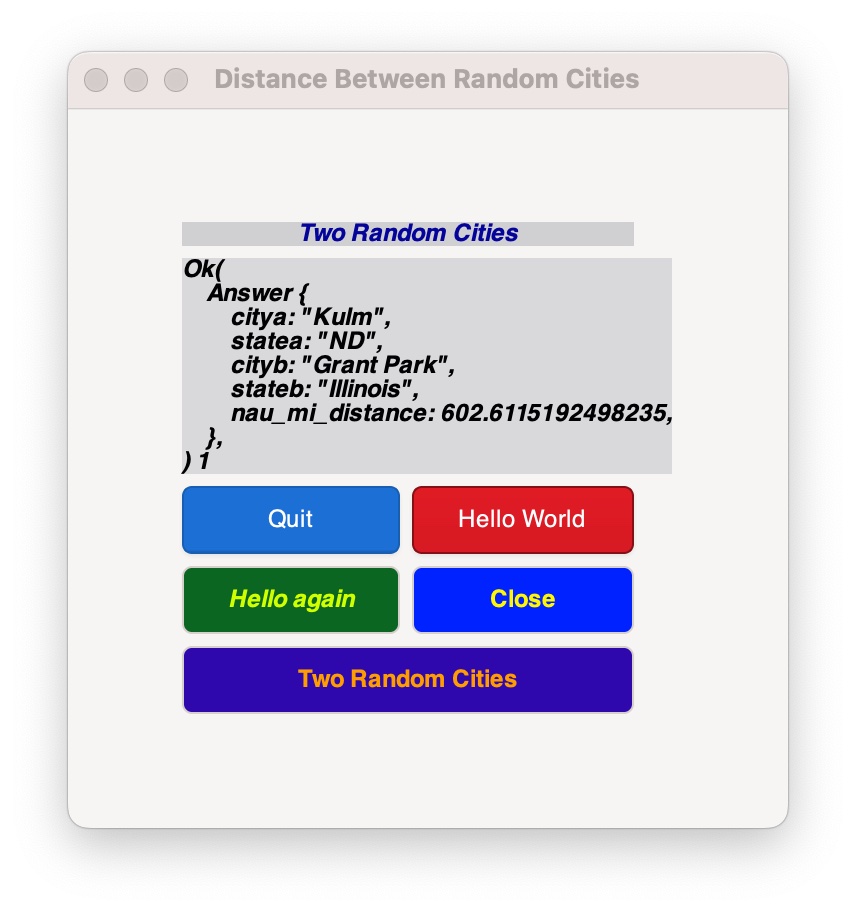 Distance Between Random Cities
Two Random Cities
Ok(
    Answer {
        citya: "Kulm",
        statea: "ND",
        cityb: "Grant Park",
        stateb: "Illinois",
        nau_mi_distance: 602.6115192498235,
    },
) 1
Quit
Hello World
Hello again
Close
Two Random Cities